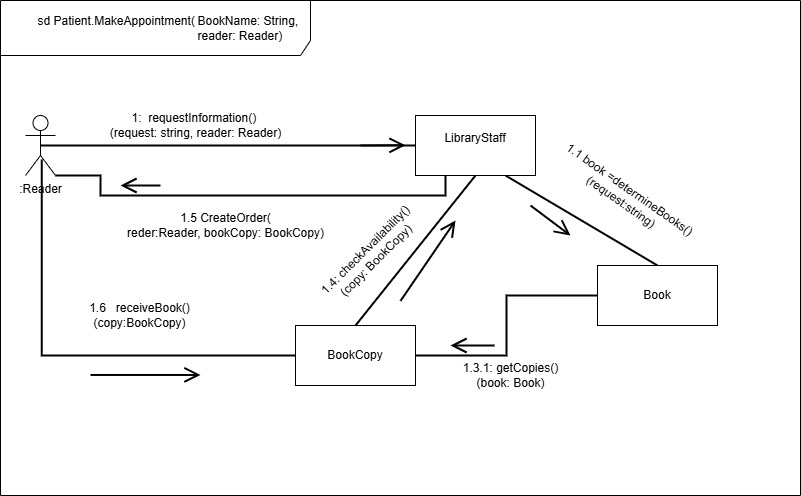 sd Patient.MakeAppointment( BookName: String,
reader: Reader)
1:  requestInformation()
(request: string, reader: Reader)
LibraryStaff
:Reader
1.1 book =determineBooks()
(request:string)
1.5 CreateOrder(
reder:Reader, bookCopy: BookCopy)
1.4: checkAvailability()
(copy: BookCopy)
Book
1.6   receiveBook()
(copy:BookCopy)
BookCopy
1.3.1: getCopies()
(book: Book)